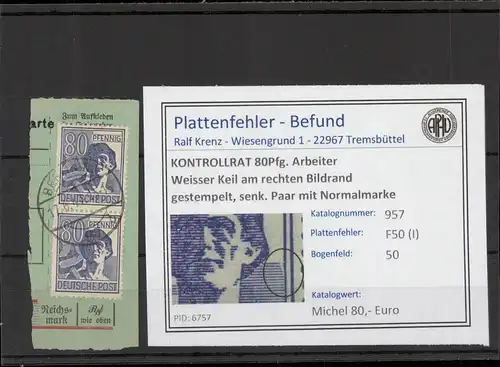 Zum Aufkleben
arte
80 PFENNIG
DEUTSCHE POST
80 PFENNIG
DEUTSCHE POST
Reichs-
mark
Rpf
wie oben
Plattenfehler - Befund
Ralf Krenz - Wiesengrund 1 - 22967 Tremsbüttel
KONTROLLRAT 80Pfg. Arbeiter
Weisser Keil am rechten Bildrand
gestempelt, senk. Paar mit Normalmarke
Katalognummer: 957
Plattenfehler: F50 (I)
Bogenfeld: 50
Katalogwert:
Michel 80,- Euro
PID: 6757